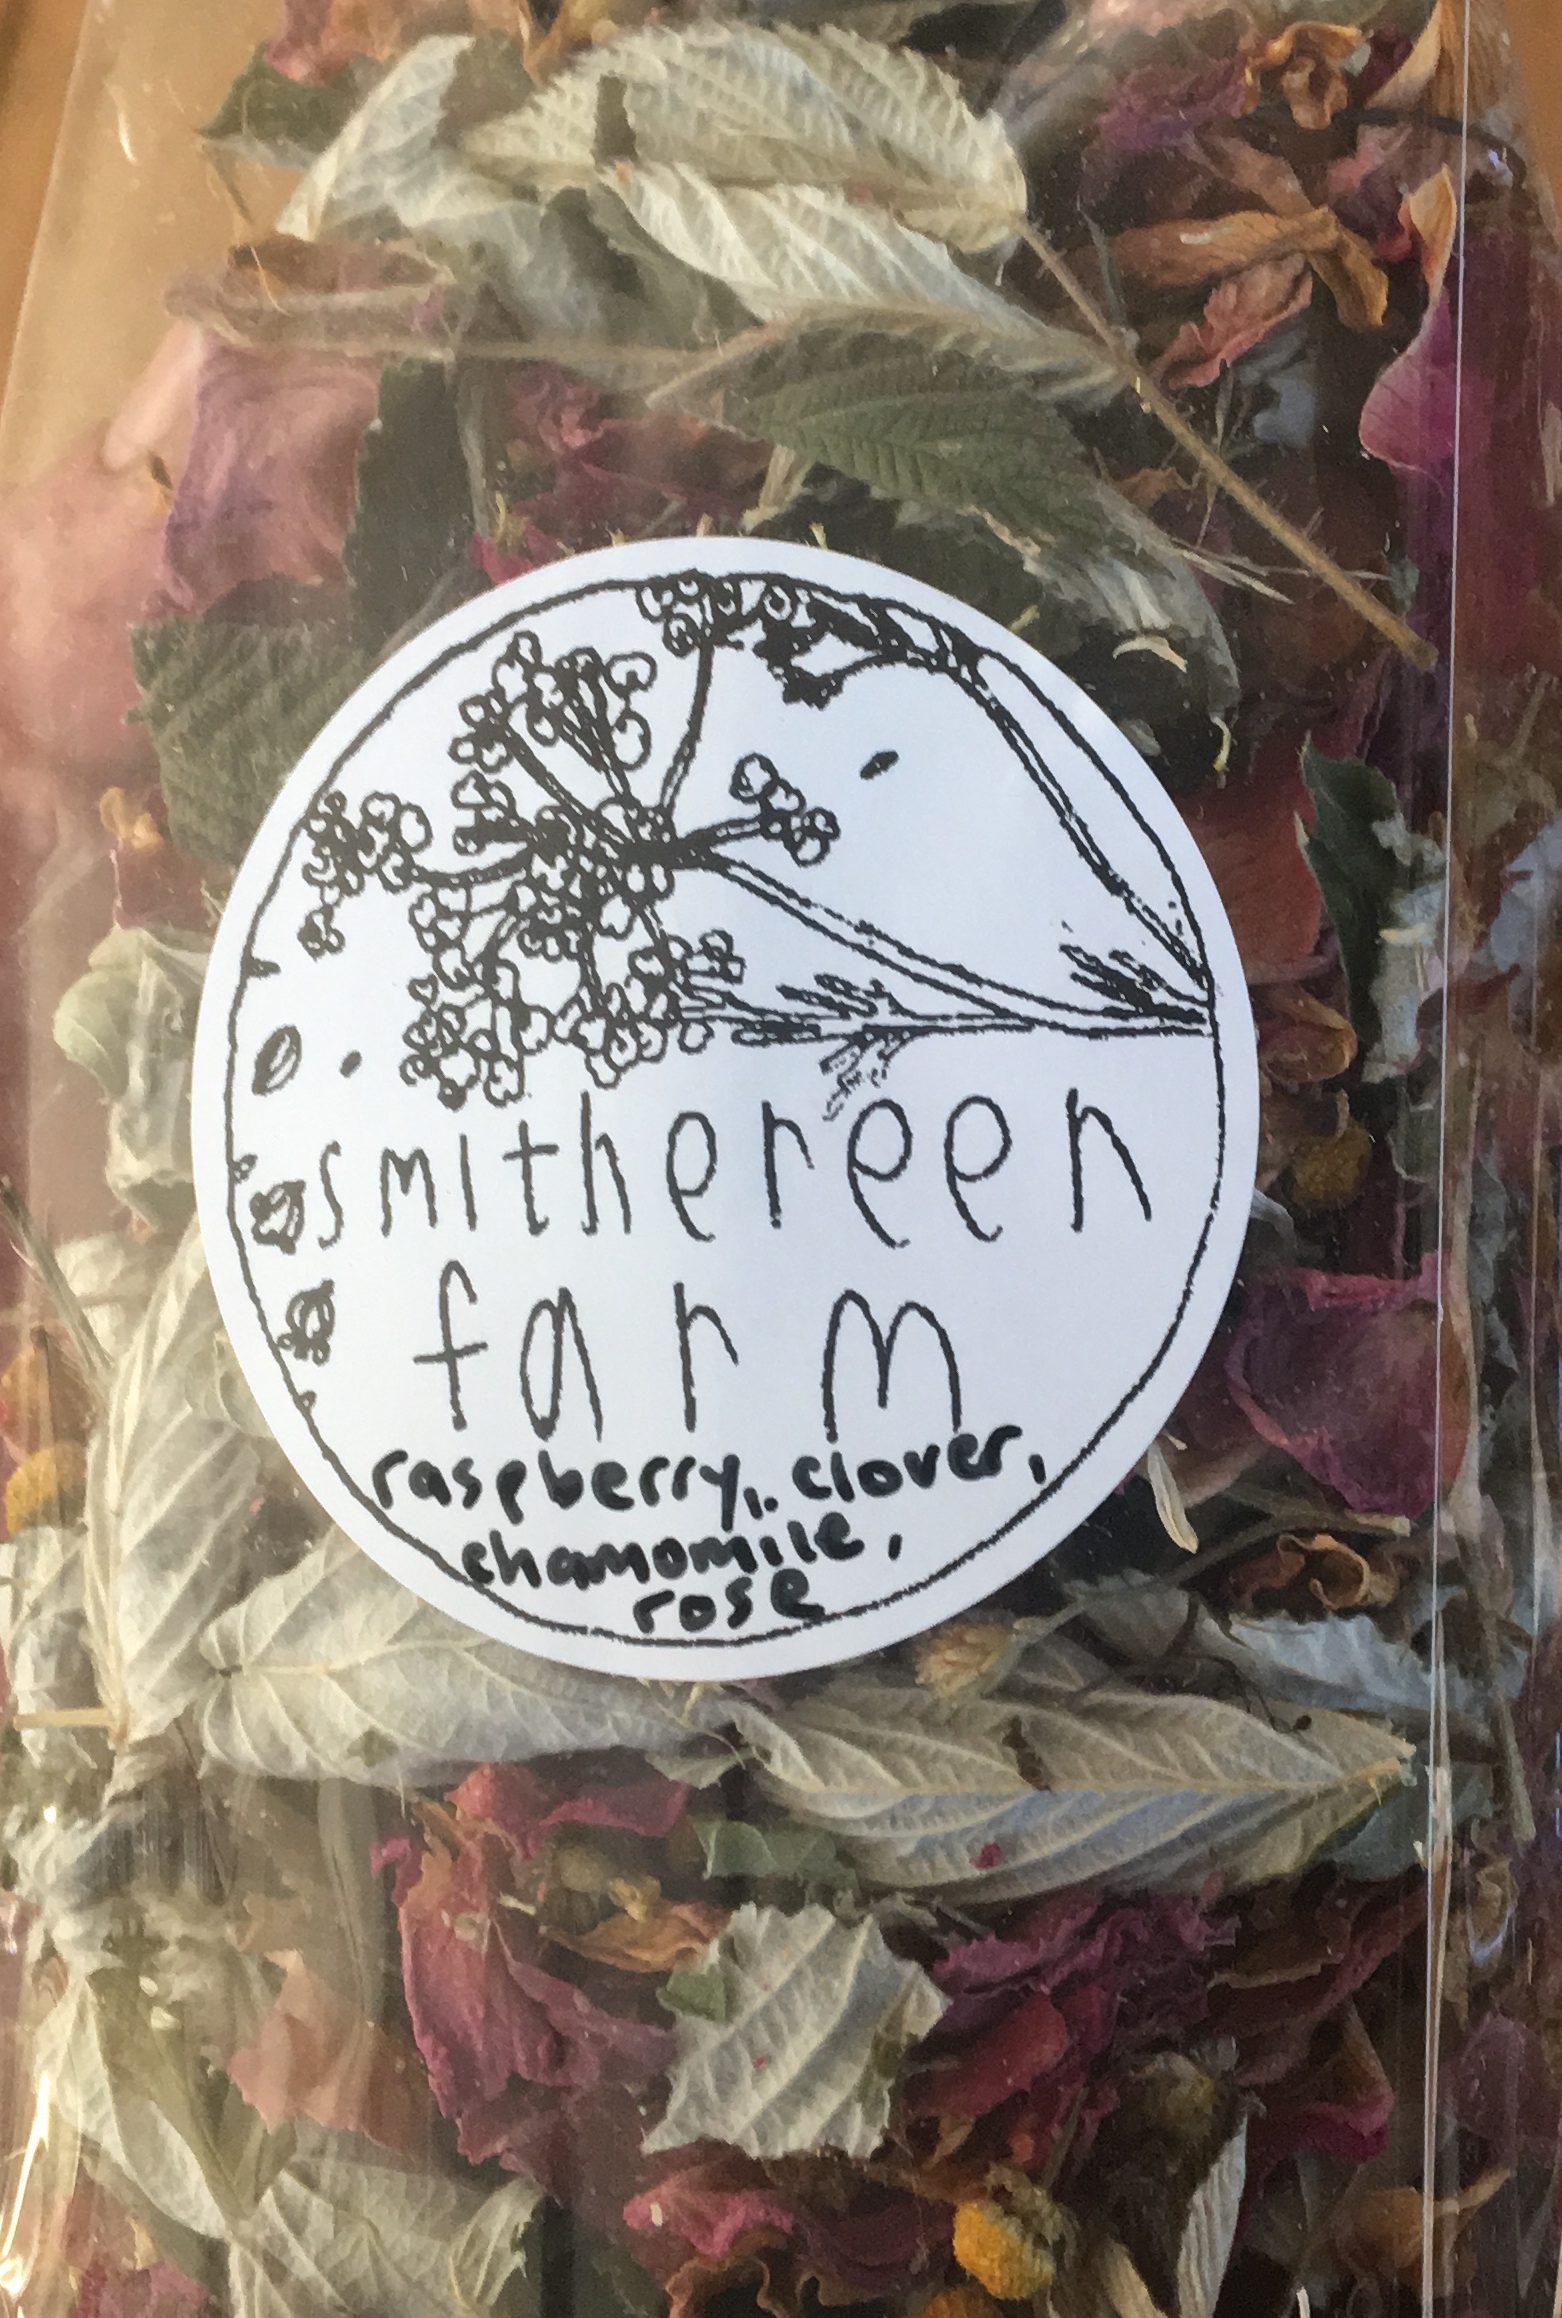 smithereen
farm
raspberry, clover,
chamomile,
rose